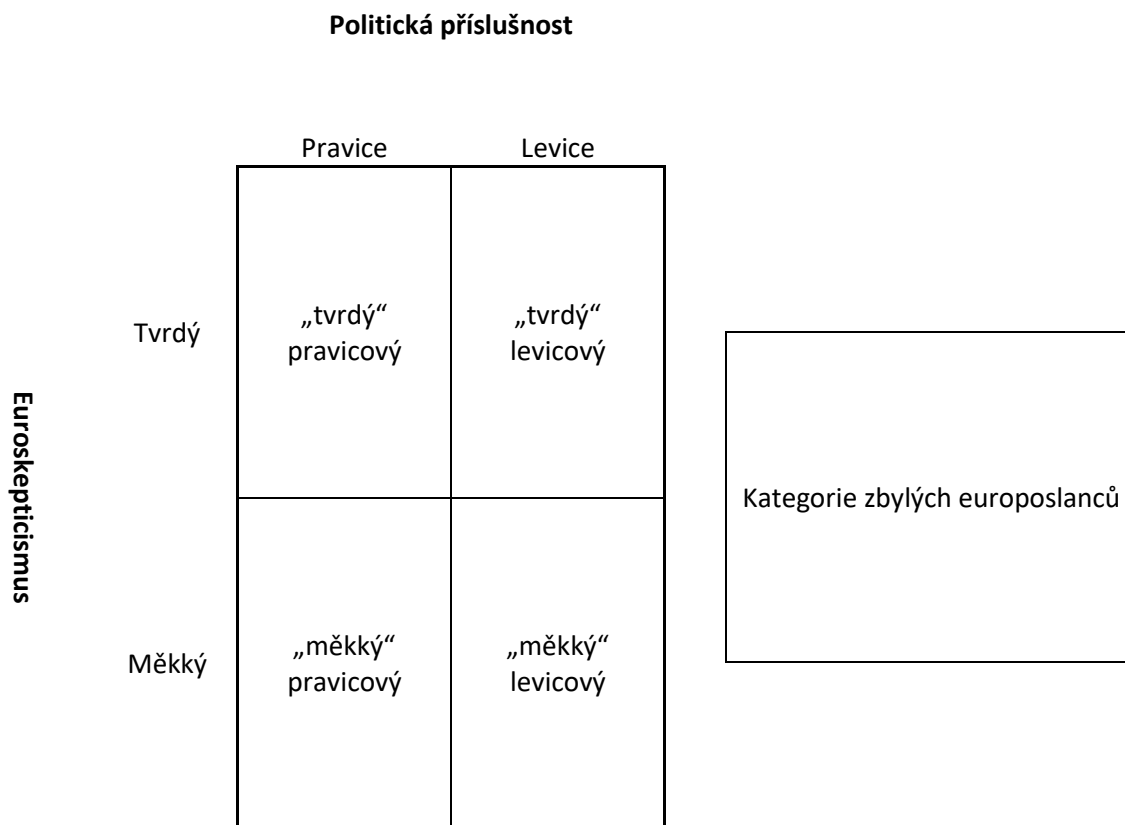 Politická příslušnost
Pravice
Levice
Euroskepticismus
Tvrdý
„tvrdý“
pravicový
„tvrdý“
levicový
Kategorie zbylých europoslanců
Měkký
„měkký“
pravicový
„měkký“
levicový